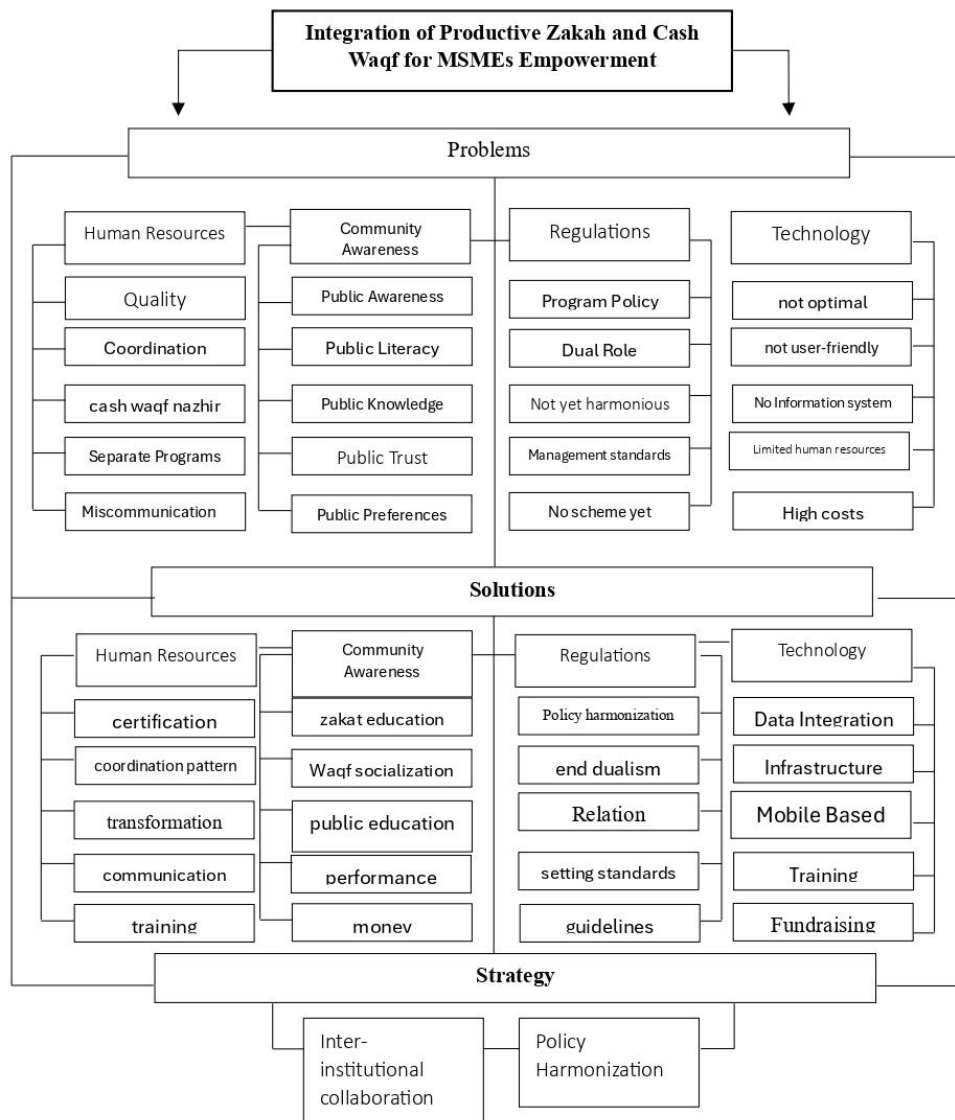 Integration of Productive Zakah and Cash
Waqf for MSMEs Empowerment
Problems
Human Resources
Quality
Coordination
cash waqf nazhir
Separate Programs
Miscommunication
Community
Awareness
Public Awareness
Public Literacy
Public Knowledge
Public Trust
Public Preferences
Regulations
Program Policy
Dual Role
Not yet harmonious
Management standards
No scheme yet
Technology
not optimal
not user-friendly
No Information system
Limited human resources
High costs
Solutions
Human Resources
certification
coordination pattern
transformation
communication
training
Community
Awareness
zakat education
Waqf socialization
public education
performance
monev
Regulations
Policy harmonization
end dualism
Relation
setting standards
guidelines
Technology
Data Integration
Infrastructure
Mobile Based
Training
Fundraising
Strategy
Inter-
institutional
collaboration
Policy
Harmonization